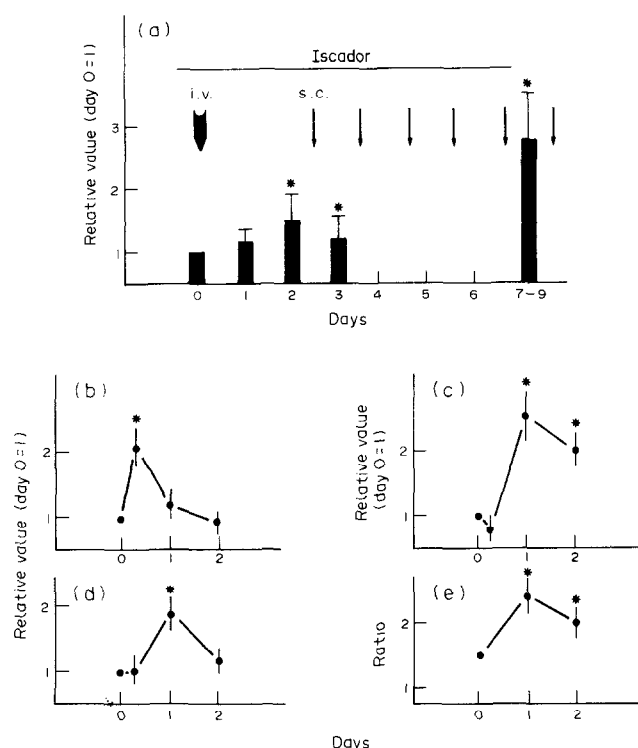 (a)
Iscador
i.v.
s.c.
Relative value (day 0=1)
3
2
1
*
*
*
0 1 2 3 4 5 6 7-9
Days
(b)
Relative value (day 0=1)
2
1
*
0 1 2
(c)
Relative value
(day 0=1)
2
1
*
*
0 1 2
(d)
2
1
*
0 1 2
(e)
Ratio
2
1
*
*
0 1 2
Days